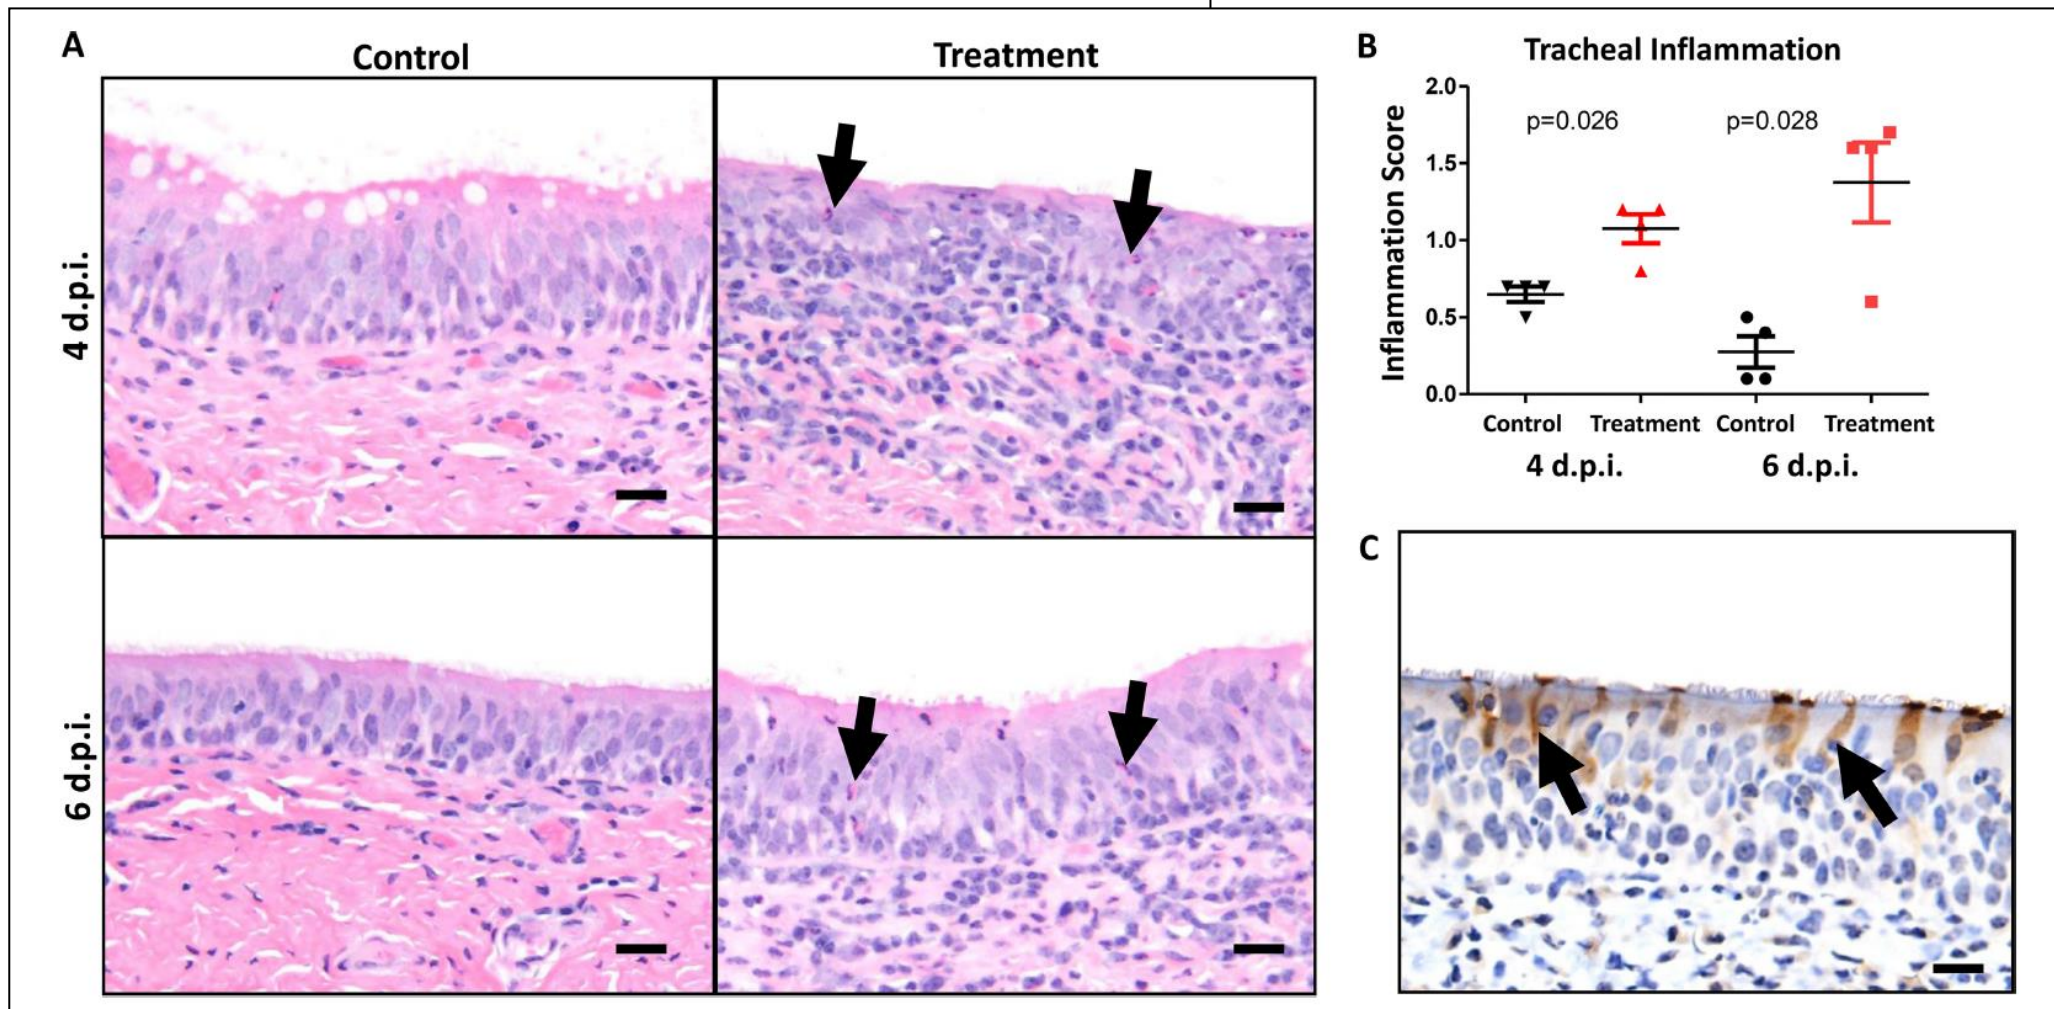 A
Control
Treatment
4 d.p.i.
6 d.p.i.
B
Tracheal Inflammation
Inflammation Score
2.0
1.5
1.0
0.5
0.0
p=0.026
p=0.028
Control Treatment Control Treatment
4 d.p.i. 6 d.p.i.
C